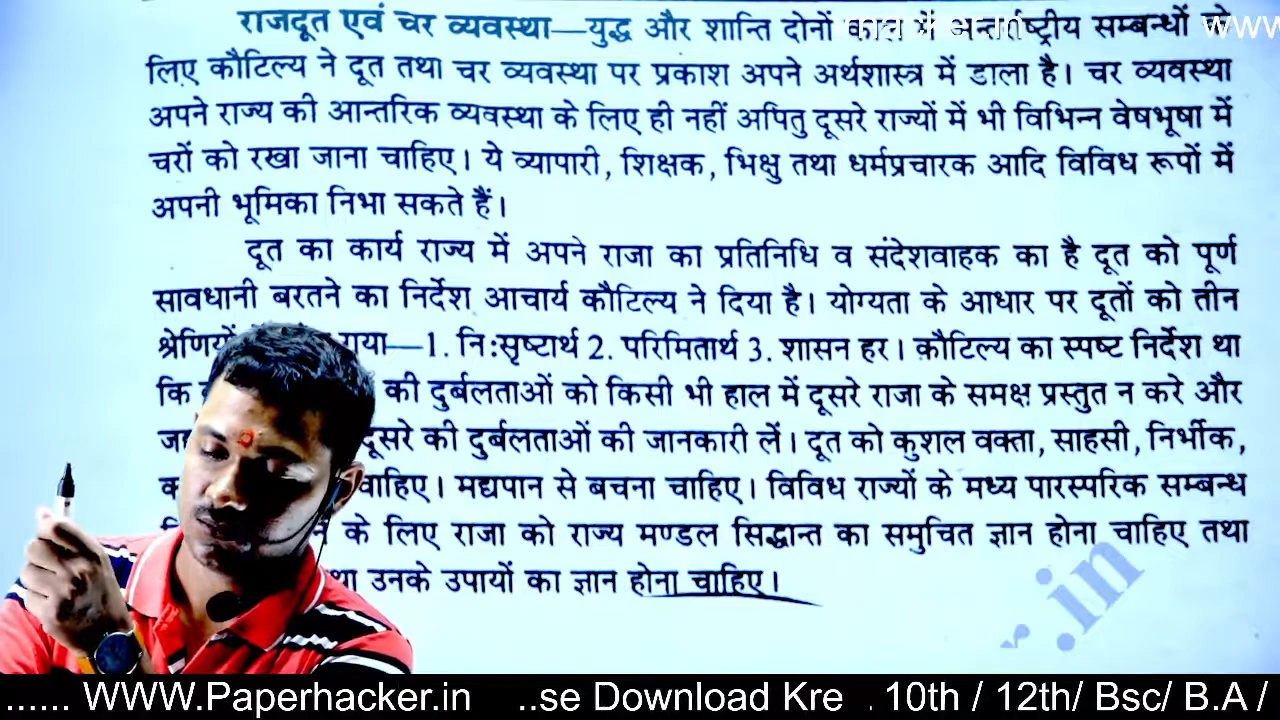 राजदूत एवं चर व्यवस्था—युद्ध और शान्ति दोनों में अन्तर्राष्ट्रीय सम्बन्धों के
लिए कौटिल्य ने दूत तथा चर व्यवस्था पर प्रकाश अपने अर्थशास्त्र में डाला है। चर व्यवस्था
अपने राज्य की आन्तरिक व्यवस्था के लिए ही नहीं अपितु दूसरे राज्यों में भी विभिन्न वेषभूषा में
चरों को रखा जाना चाहिए। ये व्यापारी, शिक्षक, भिक्षु तथा धर्मप्रचारक आदि विविध रूपों में
अपनी भूमिका निभा सकते हैं।
दूत का कार्य राज्य में अपने राजा का प्रतिनिधि व संदेशवाहक का है दूत को पूर्ण
सावधानी बरतने का निर्देश आचार्य कौटिल्य ने दिया है। योग्यता के आधार पर दूतों को तीन
गया—1. नि:सृष्टार्थ 2. परिमितार्थ 3. शासन हर। कौटिल्य का स्पष्ट निर्देश था
कि की दुर्बलताओं को किसी भी हाल में दूसरे राजा के समक्ष प्रस्तुत न करे और
दूसरे की दुर्बलताओं की जानकारी लें। दूत को कुशल वक्ता, साहसी, निर्भीक,
मद्यपान से बचना चाहिए। विविध राज्यों के मध्य पारस्परिक सम्बन्ध
के लिए राजा को राज्य मण्डल सिद्धान्त का समुचित ज्ञान होना चाहिए तथा
उनके उपायों का ज्ञान होना चाहिए।
.in
...... WWW.Paperhacker.in ..se Download Kre . 10th / 12th/ Bsc/ B.A /